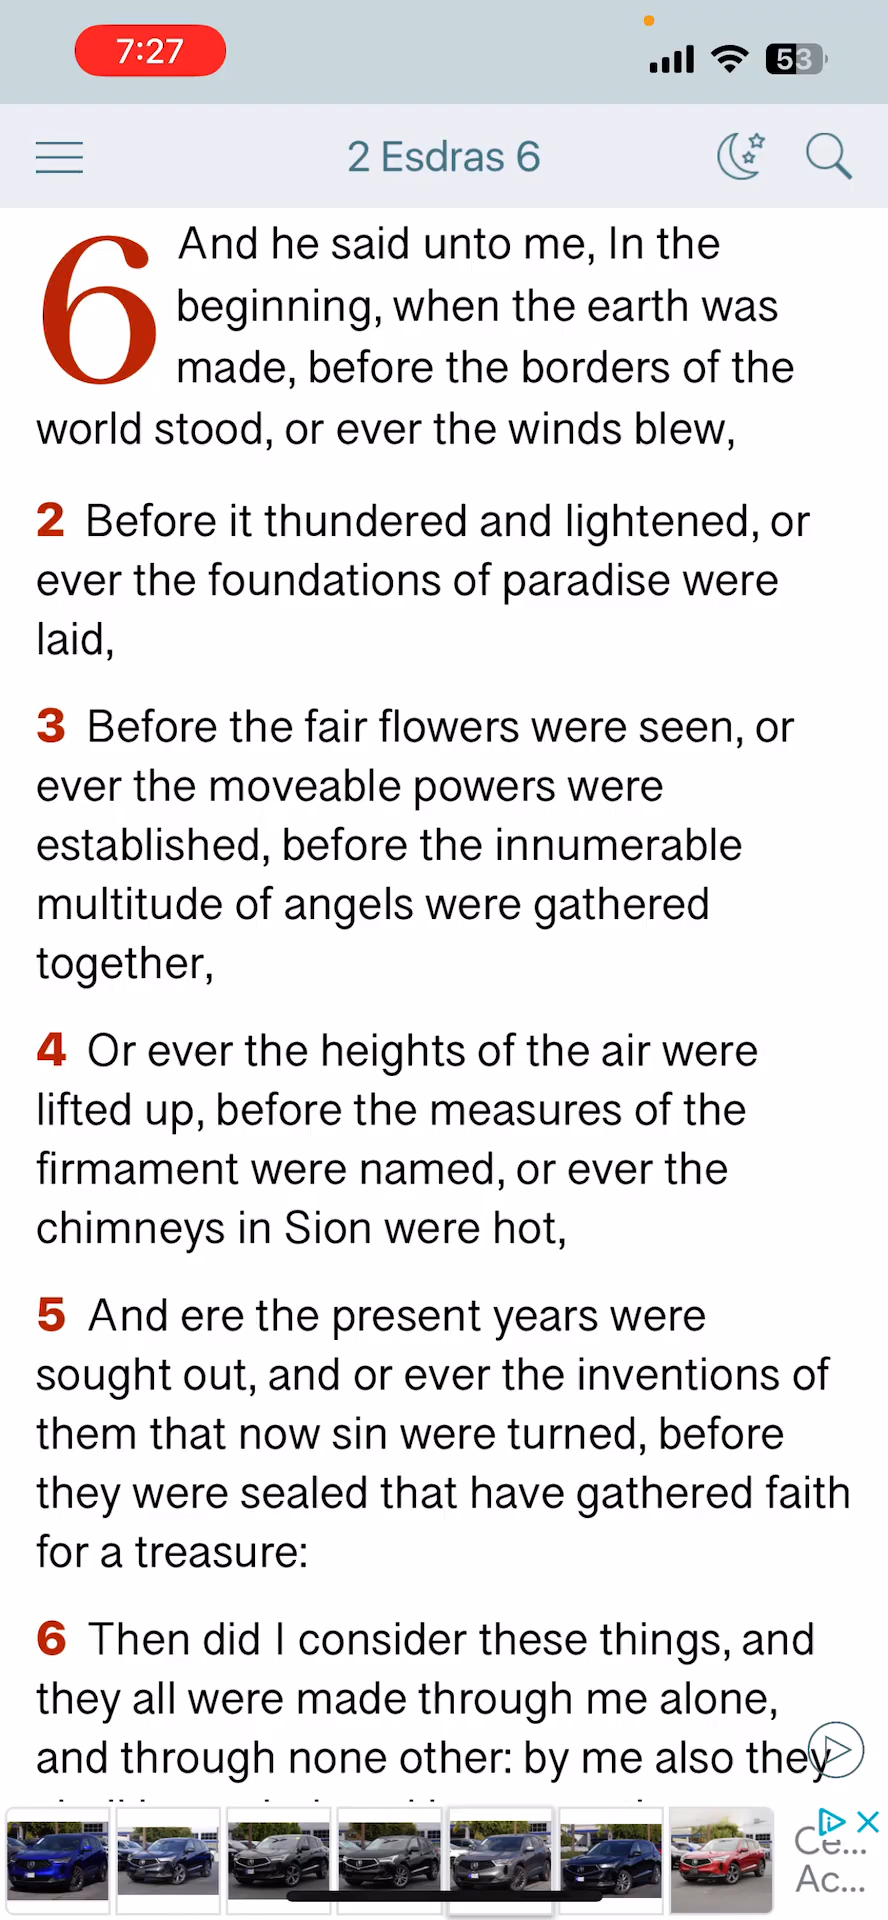 7:27
53
2 Esdras 6
6 And he said unto me, In the
beginning, when the earth was
made, before the borders of the
world stood, or ever the winds blew,
2 Before it thundered and lightened, or
ever the foundations of paradise were
laid,
3 Before the fair flowers were seen, or
ever the moveable powers were
established, before the innumerable
multitude of angels were gathered
together,
4 Or ever the heights of the air were
lifted up, before the measures of the
firmament were named, or ever the
chimneys in Sion were hot,
5 And ere the present years were
sought out, and or ever the inventions of
them that now sin were turned, before
they were sealed that have gathered faith
for a treasure:
6 Then did I consider these things, and
they all were made through me alone,
and through none other: by me also they
Ce...
Ac...